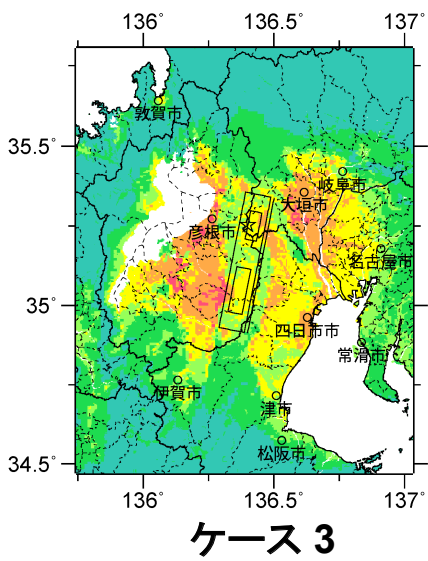 136° 136.5° 137°
敦賀市
35.5°
岐阜市
大垣市
彦根市
名古屋市
35°
四日市市
常滑市
伊賀市
津市
松阪市
34.5°
136° 136.5° 137°
ケース 3